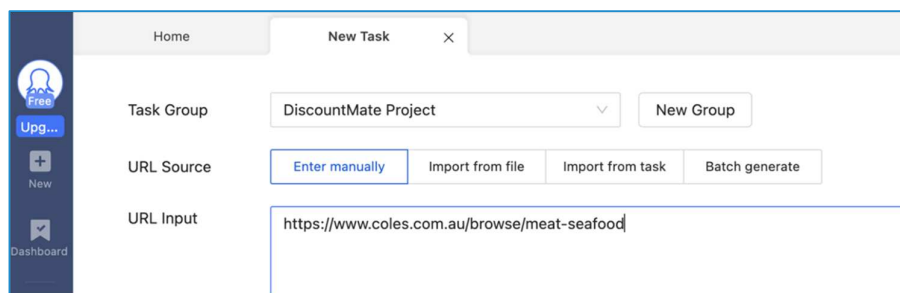 Home
New Task
Free
Upg...
New
Dashboard
Task Group
DiscountMate Project
New Group
URL Source
Enter manually
Import from file
Import from task
Batch generate
URL Input
https://www.coles.com.au/browse/meat-seafood